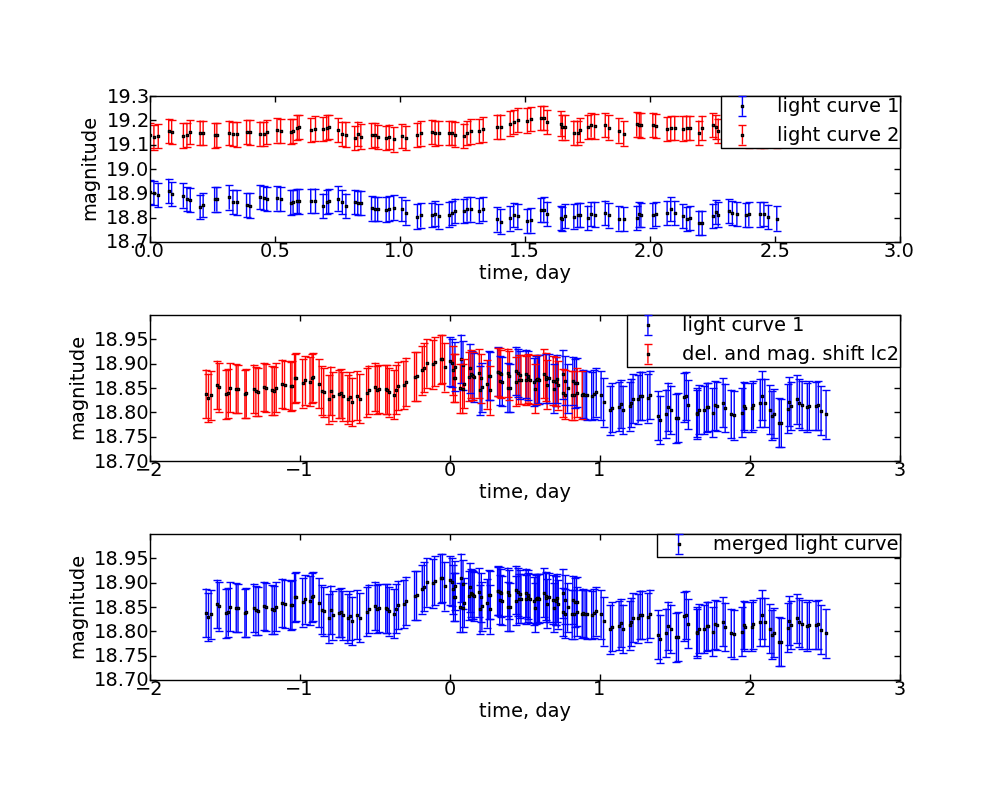 19.3
19.2
19.1
19.0
18.9
18.8
18.7
magnitude
light curve 1
light curve 2
0.0 0.5 1.0 1.5 2.0 2.5 3.0
time, day
18.95
18.90
18.85
18.80
18.75
18.70
magnitude
light curve 1
del. and mag. shift lc2
−2 −1 0 1 2 3
time, day
18.95
18.90
18.85
18.80
18.75
18.70
magnitude
merged light curve
−2 −1 0 1 2 3
time, day